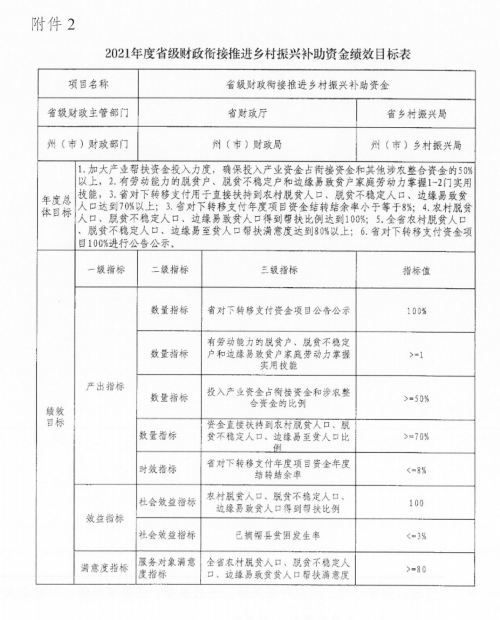 附件2
2021年度省级财政衔接推进乡村振兴补助资金绩效目标表
项目名称
省级财政衔接推进乡村振兴补助资金
省级财政主管部门
省财政厅
省乡村振兴局
州(市)财政部门
州(市)财政局
州(市)乡村振兴局
年度总
体目标
1.加大产业帮扶资金投入力度,确保投入产业资金占衔接资金和其他涉农整合资金的50%
以上,2.有劳动能力的脱贫户、脱贫不稳定户和边缘易致贫户家庭劳动力掌握1-2门实用
技能,3.省对下转移支付用于直接扶持到农村脱贫人口、脱贫不稳定人口、边缘易致贫
人口达到70%以上;3.省对下转移支付年度项目资金结转结余率小于等于8%;4.农村脱贫
人口、脱贫不稳定人口、边缘易致贫人口得到帮扶比例达到100%;5.全省农村脱贫人口
、脱贫不稳定人口、边缘易至贫人口帮扶满意度达到80%以上;6.省对下转移支付资金项
目100%进行公告公示。
绩效
目标
一级指标
二级指标
三级指标
指标值
产出指标
数量指标
省对下转移支付资金项目公告公示
100%
数量指标
有劳动能力的脱贫户、脱贫不稳定
户和边缘易致贫户家庭劳动力掌握
实用技能
>=1
数量指标
投入产业资金占衔接资金和涉农整
合资金的比例
>=50%
数量指标
资金直接扶持到农村脱贫人口、脱
贫不稳定人口、边缘易至贫人口比
例
>=70%
时效指标
省对下转移支付年度项目资金年度
结转结余率
<=8%
效益指标
社会效益指标
农村脱贫人口、脱贫不稳定人口、
边缘易致贫人口得到帮扶比例
100
社会效益指标
已摘帮县贫困发生率
<=3%
满意度指标
服务对象满意
度指标
全省农村脱贫人口、脱贫不稳定人
口、边缘易致贫贫人口帮扶满意度
>=80